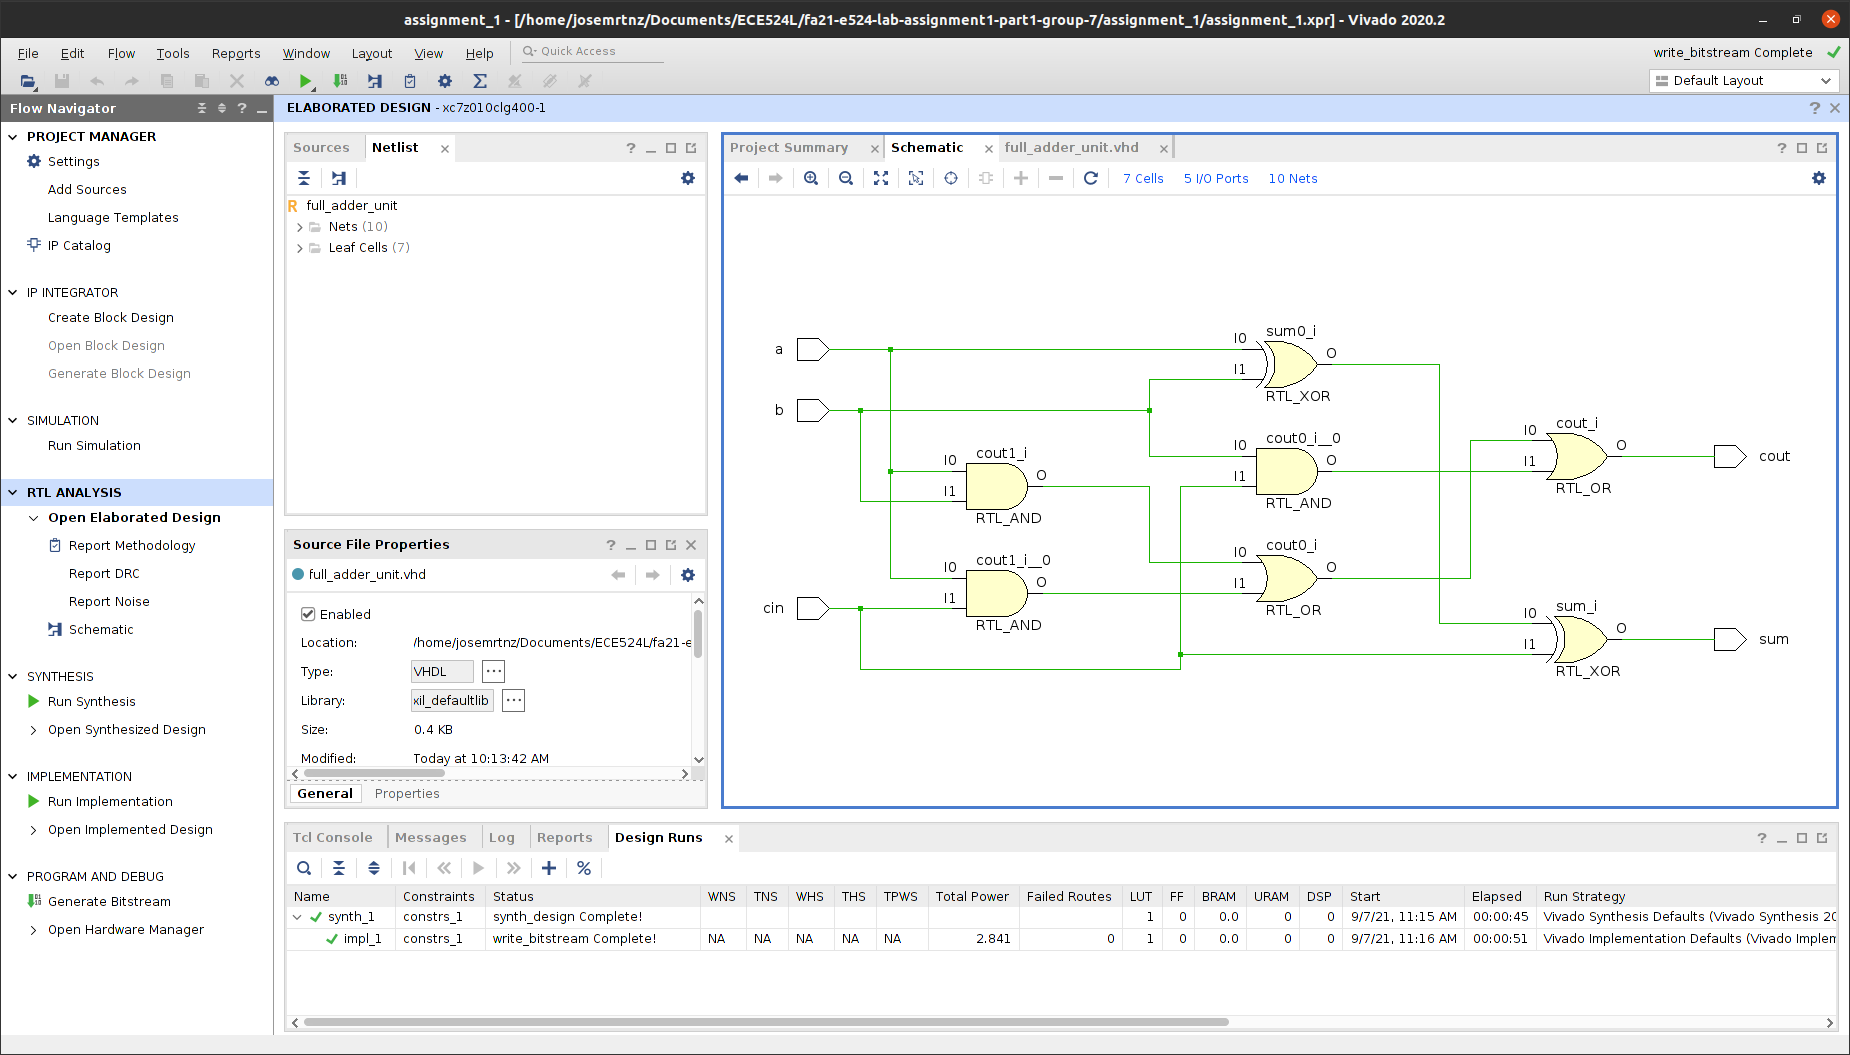 assignment_1 - [/home/josemrtnz/Documents/ECE524L/fa21-e524-lab-assignment1-part1-group-7/assignment_1/assignment_1.xpr] - Vivado 2020.2
File Edit Flow Tools Reports Window Layout View Help Quick Access
write_bitstream Complete
Default Layout
Flow Navigator
PROJECT MANAGER
Settings
Add Sources
Language Templates
IP Catalog
IP INTEGRATOR
Create Block Design
Open Block Design
Generate Block Design
SIMULATION
Run Simulation
RTL ANALYSIS
Open Elaborated Design
Report Methodology
Report DRC
Report Noise
Schematic
SYNTHESIS
Run Synthesis
Open Synthesized Design
IMPLEMENTATION
Run Implementation
Open Implemented Design
PROGRAM AND DEBUG
Generate Bitstream
Open Hardware Manager
ELABORATED DESIGN - xc7z010clg400-1
Sources Netlist
R full_adder_unit
Nets (10)
Leaf Cells (7)
Source File Properties
full_adder_unit.vhd
Enabled
Location: /home/josemrtnz/Documents/ECE524L/fa21-e
Type: VHDL
Library: xil_defaultlib
Size: 0.4 KB
Modified: Today at 10:13:42 AM
General Properties
Project Summary Schematic full_adder_unit.vhd
7 Cells 5 I/O Ports 10 Nets
a
b
cin
cout1_i
I0
I1
O
RTL_AND
cout1_i__0
I0
I1
O
RTL_AND
sum0_i
I0
I1
O
RTL_XOR
cout0_i__0
I0
I1
O
RTL_AND
cout0_i
I0
I1
O
RTL_OR
cout_i
I0
I1
O
RTL_OR
sum_i
I0
I1
O
RTL_XOR
cout
sum
Tcl Console Messages Log Reports Design Runs
Name Constraints Status WNS TNS WHS THS TPWS Total Power Failed Routes LUT FF BRAM URAM DSP Start Elapsed Run Strategy
synth_1 constrs_1 synth_design Complete! 1 0 0.0 0 0 9/7/21, 11:15 AM 00:00:45 Vivado Synthesis Defaults (Vivado Synthesis 20
impl_1 constrs_1 write_bitstream Complete! NA NA NA NA NA 2.841 0 1 0 0.0 0 0 9/7/21, 11:16 AM 00:00:51 Vivado Implementation Defaults (Vivado Implem